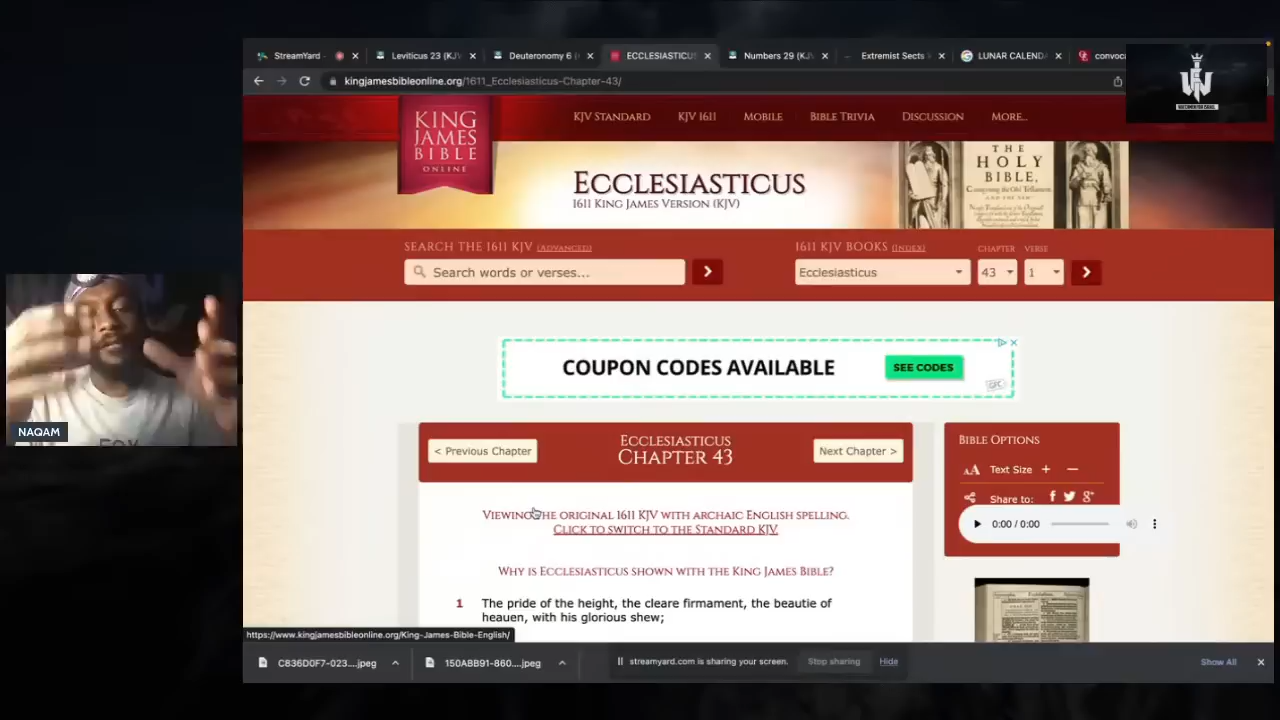 StreamYard
Leviticus 23 (KJV
Deuteronomy 6 (
ECCLESIASTICUS
Numbers 29 (KJ
Extremist Sects
LUNAR CALENDA
convoca
kingjamesbibleonline.org/1611_Ecclesiasticus-Chapter-43/
KING
JAMES
BIBLE
ONLINE
KJV STANDARD
KJV 1611
MOBILE
BIBLE TRIVIA
DISCUSSION
MORE...
ECCLESIASTICUS
1611 KING JAMES VERSION (KJV)
THE
HOLY
BIBLE,
SEARCH THE 1611 KJV (ADVANCED)
Search words or verses...
1611 KJV BOOKS (INDEX)
CHAPTER
VERSE
Ecclesiasticus
43
1
COUPON CODES AVAILABLE
SEE CODES
< Previous Chapter
ECCLESIASTICUS
CHAPTER 43
Next Chapter >
BIBLE OPTIONS
AA Text Size + −
Share to:
0:00 / 0:00
VIEWING THE ORIGINAL 1611 KJV WITH ARCHAIC ENGLISH SPELLING.
CLICK TO SWITCH TO THE STANDARD KJV.
WHY IS ECCLESIASTICUS SHOWN WITH THE KING JAMES BIBLE?
1 The pride of the height, the cleare firmament, the beautie of
heauen, with his glorious shew;
https://www.kingjamesbibleonline.org/King-James-Bible-English/
C836D0F7-023....jpeg
150ABB91-860....jpeg
streamyard.com is sharing your screen.
Stop sharing
Hide
Show All
NAQAM
FOX
WATCHMEN FOR ISRAEL